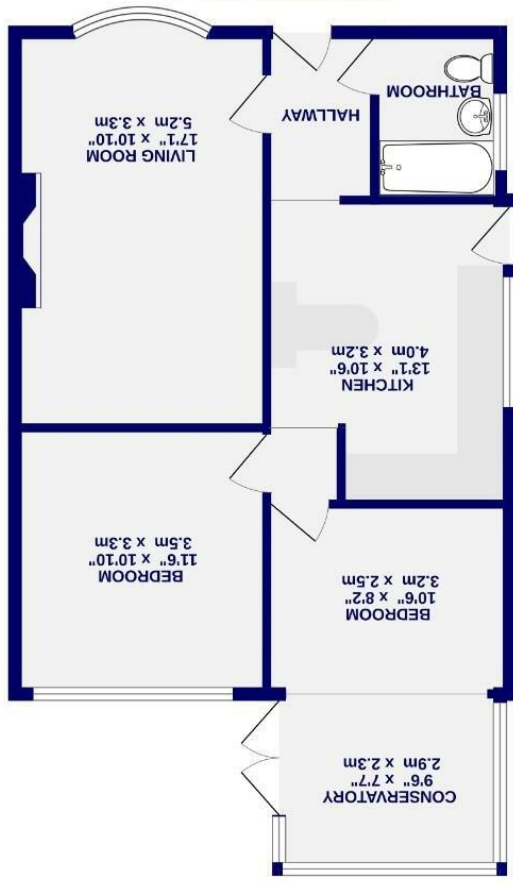 CONSERVATORY
9'6" x 7'7"
2.9m x 2.3m
BEDROOM
10'6" x 8'2"
3.2m x 2.5m
BEDROOM
11'6" x 10'10"
3.5m x 3.3m
KITCHEN
13'1" x 10'6"
4.0m x 3.2m
LIVING ROOM
17'1" x 10'10"
5.2m x 3.3m
HALLWAY
BATHROOM